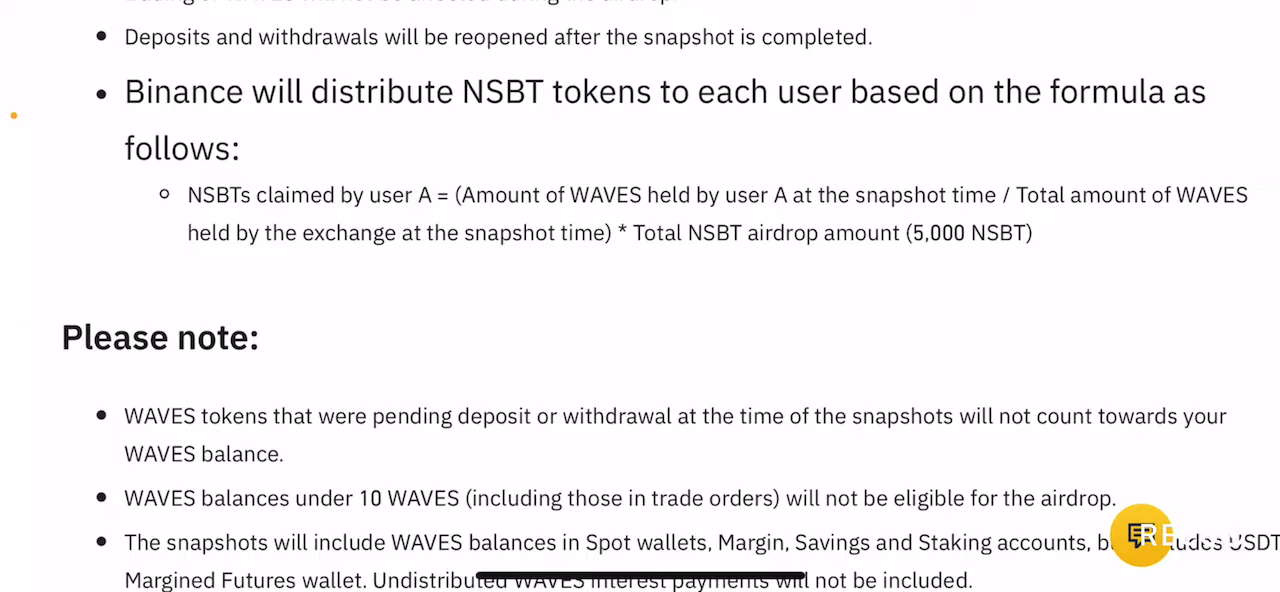 Deposits and withdrawals will be reopened after the snapshot is completed.
Binance will distribute NSBT tokens to each user based on the formula as
follows:
NSBTs claimed by user A = (Amount of WAVES held by user A at the snapshot time / Total amount of WAVES
held by the exchange at the snapshot time) * Total NSBT airdrop amount (5,000 NSBT)
Please note:
WAVES tokens that were pending deposit or withdrawal at the time of the snapshots will not count towards your
WAVES balance.
WAVES balances under 10 WAVES (including those in trade orders) will not be eligible for the airdrop.
The snapshots will include WAVES balances in Spot wallets, Margin, Savings and Staking accounts, USDT
Margined Futures wallet. Undistributed WAVES interest payments will not be included.